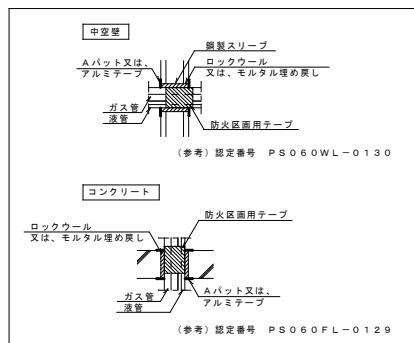 中空壁
鋼製スリーブ
Aパット又は、
アルミテープ
ロックウール
又は、モルタル埋め戻し
ガス管
液管
防火区画用テープ
(参考)認定番号 PS060WL-0130
コンクリート
防火区画用テープ
ロックウール
又は、モルタル埋め戻し
ガス管
液管
Aパット又は、
アルミテープ
(参考)認定番号 PS060FL-0129